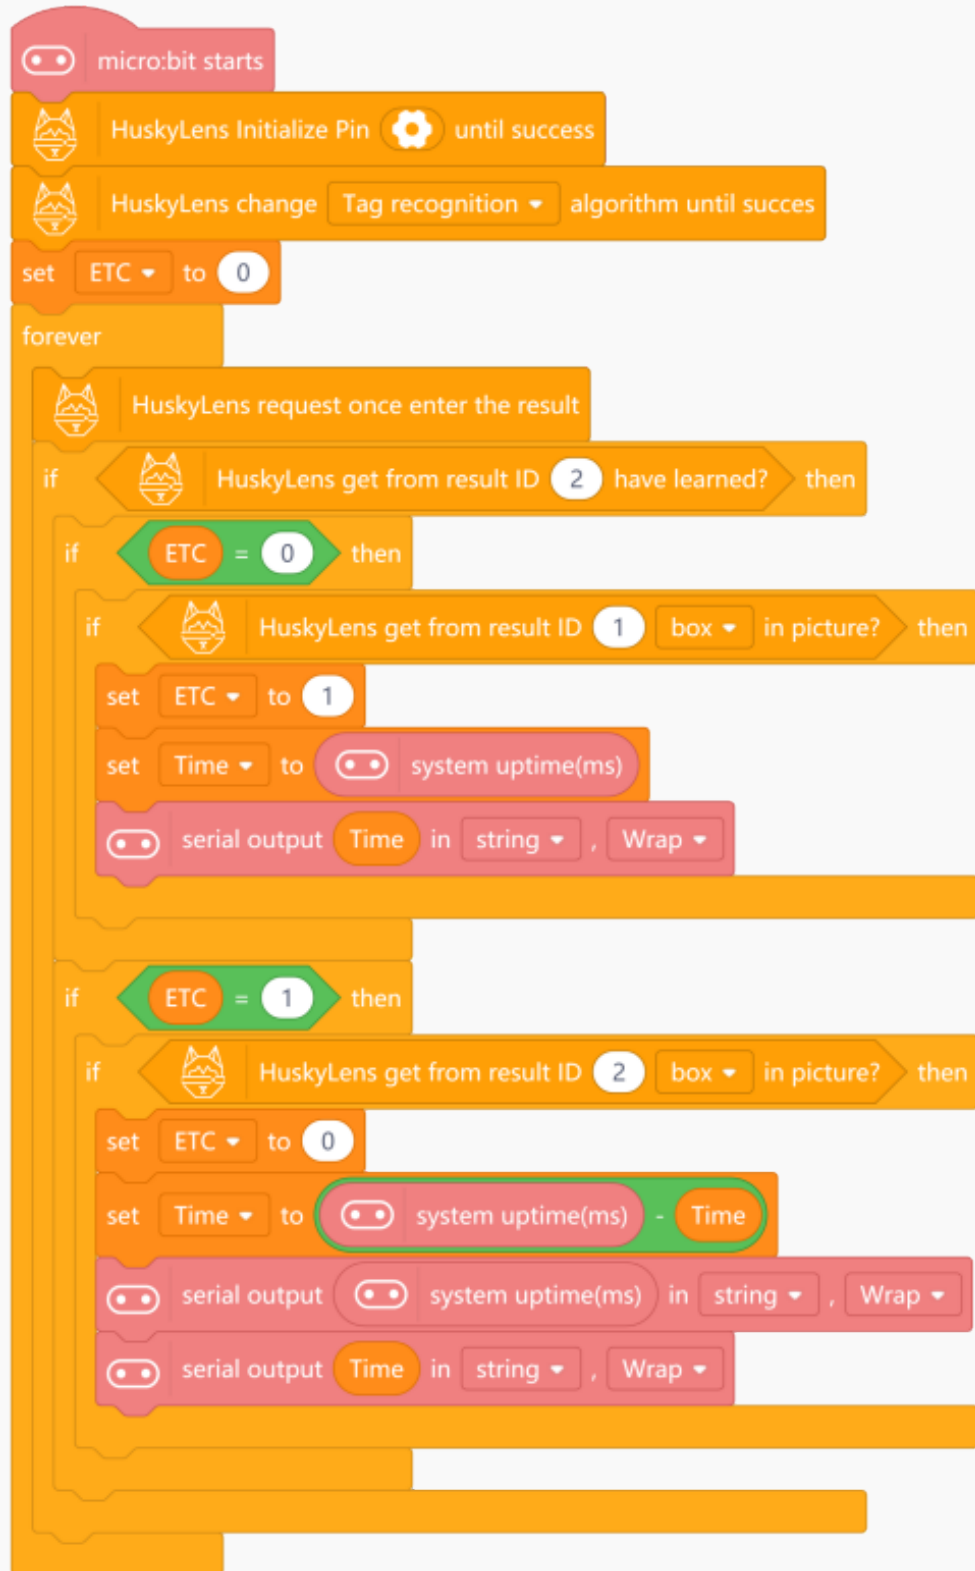 micro:bit starts
HuskyLens Initialize Pin until success
HuskyLens change Tag recognition algorithm until succes
set ETC to 0
forever
HuskyLens request once enter the result
if HuskyLens get from result ID 2 have learned? then
if ETC = 0 then
if HuskyLens get from result ID 1 box in picture? then
set ETC to 1
set Time to system uptime(ms)
serial output Time in string , Wrap
if ETC = 1 then
if HuskyLens get from result ID 2 box in picture? then
set ETC to 0
set Time to system uptime(ms) - Time
serial output system uptime(ms) in string , Wrap
serial output Time in string , Wrap